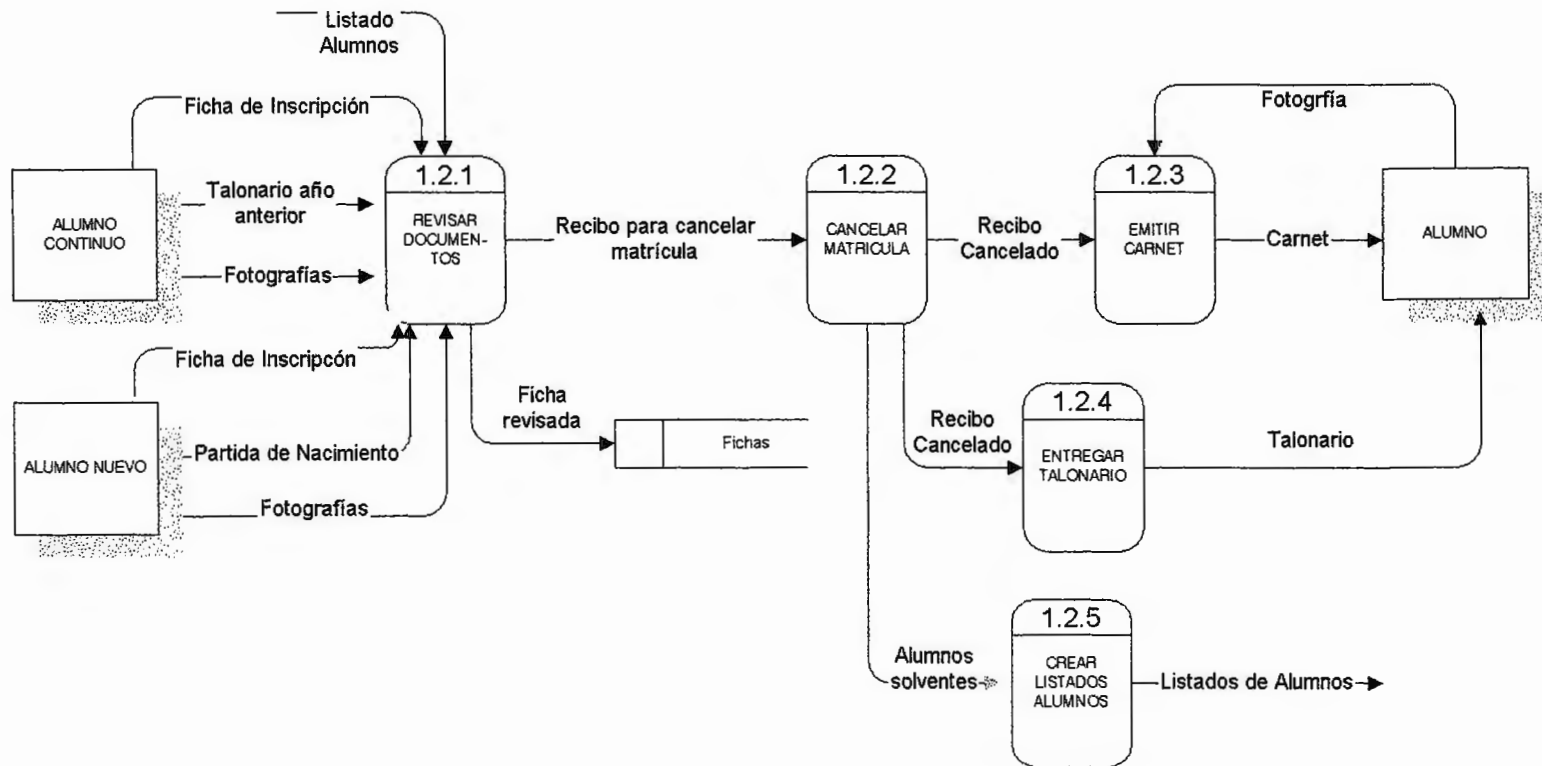 Listado
Alumnos
Ficha de Inscripción
Fotogrfía
1.2.1
1.2.2
1.2.3
ALUMNO
CONTINUO
Talonario año
anterior
REVISAR
DOCUMEN-
TOS
Recibo para cancelar
matrícula
CANCELAR
MATRICULA
Recibo
Cancelado
EMITIR
CARNET
Carnet
ALUMNO
Fotografías
Ficha de Inscripcón
Ficha
revisada
1.2.4
ALUMNO NUEVO
Partida de Nacimiento
Fichas
Recibo
Cancelado
ENTREGAR
TALONARIO
Talonario
Fotografías
1.2.5
Alumnos
solventes
CREAR
LISTADOS
ALUMNOS
Listados de Alumnos